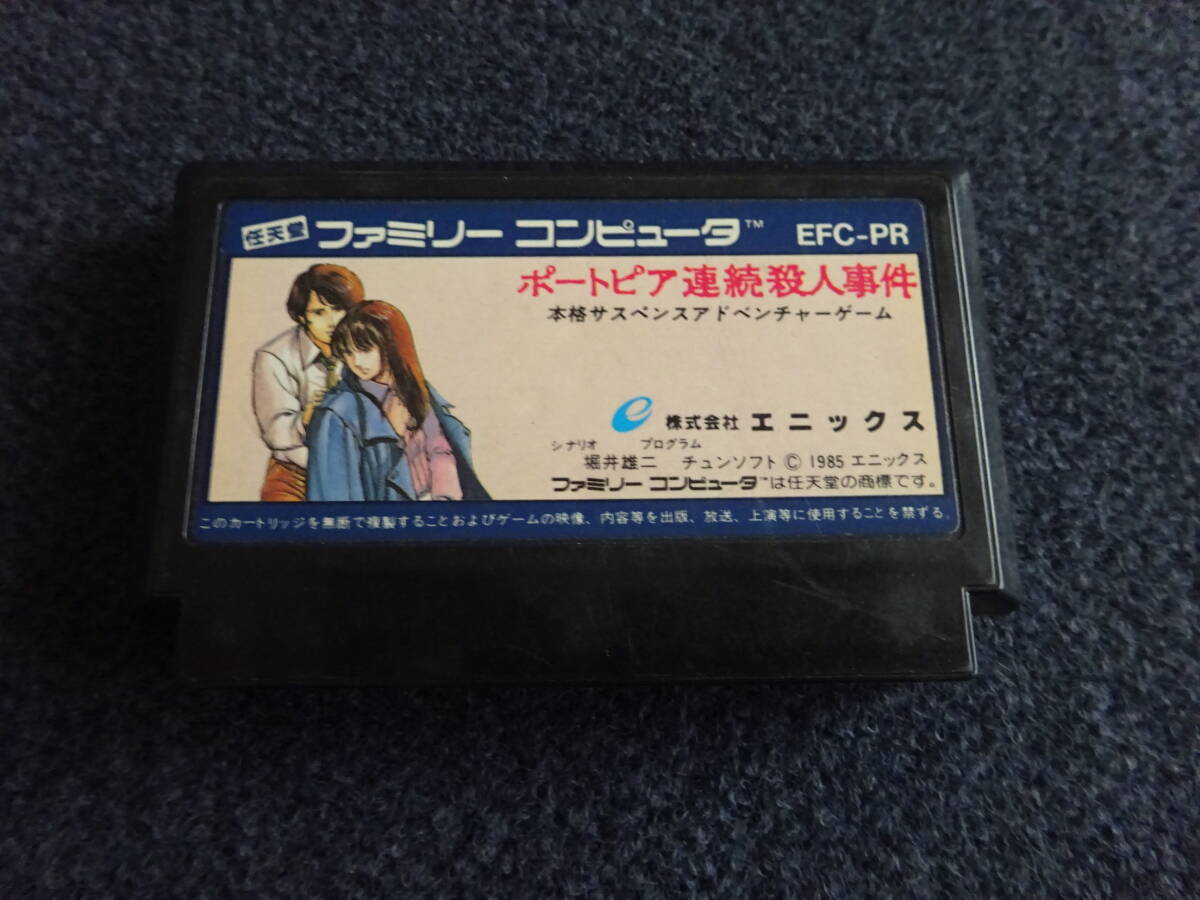 任天堂 ファミリー コンピュータ™ EFC-PR
ポートピア連続殺人事件
本格サスペンスアドベンチャーゲーム
e 株式会社 エニックス
シナリオ プログラム
堀井雄二 チュンソフト © 1985 エニックス
ファミリー コンピュータ™は任天堂の商標です。
このカートリッジを無断で複製することおよびゲームの映像、内容等を出版、放送、上演等に使用することを禁ずる。